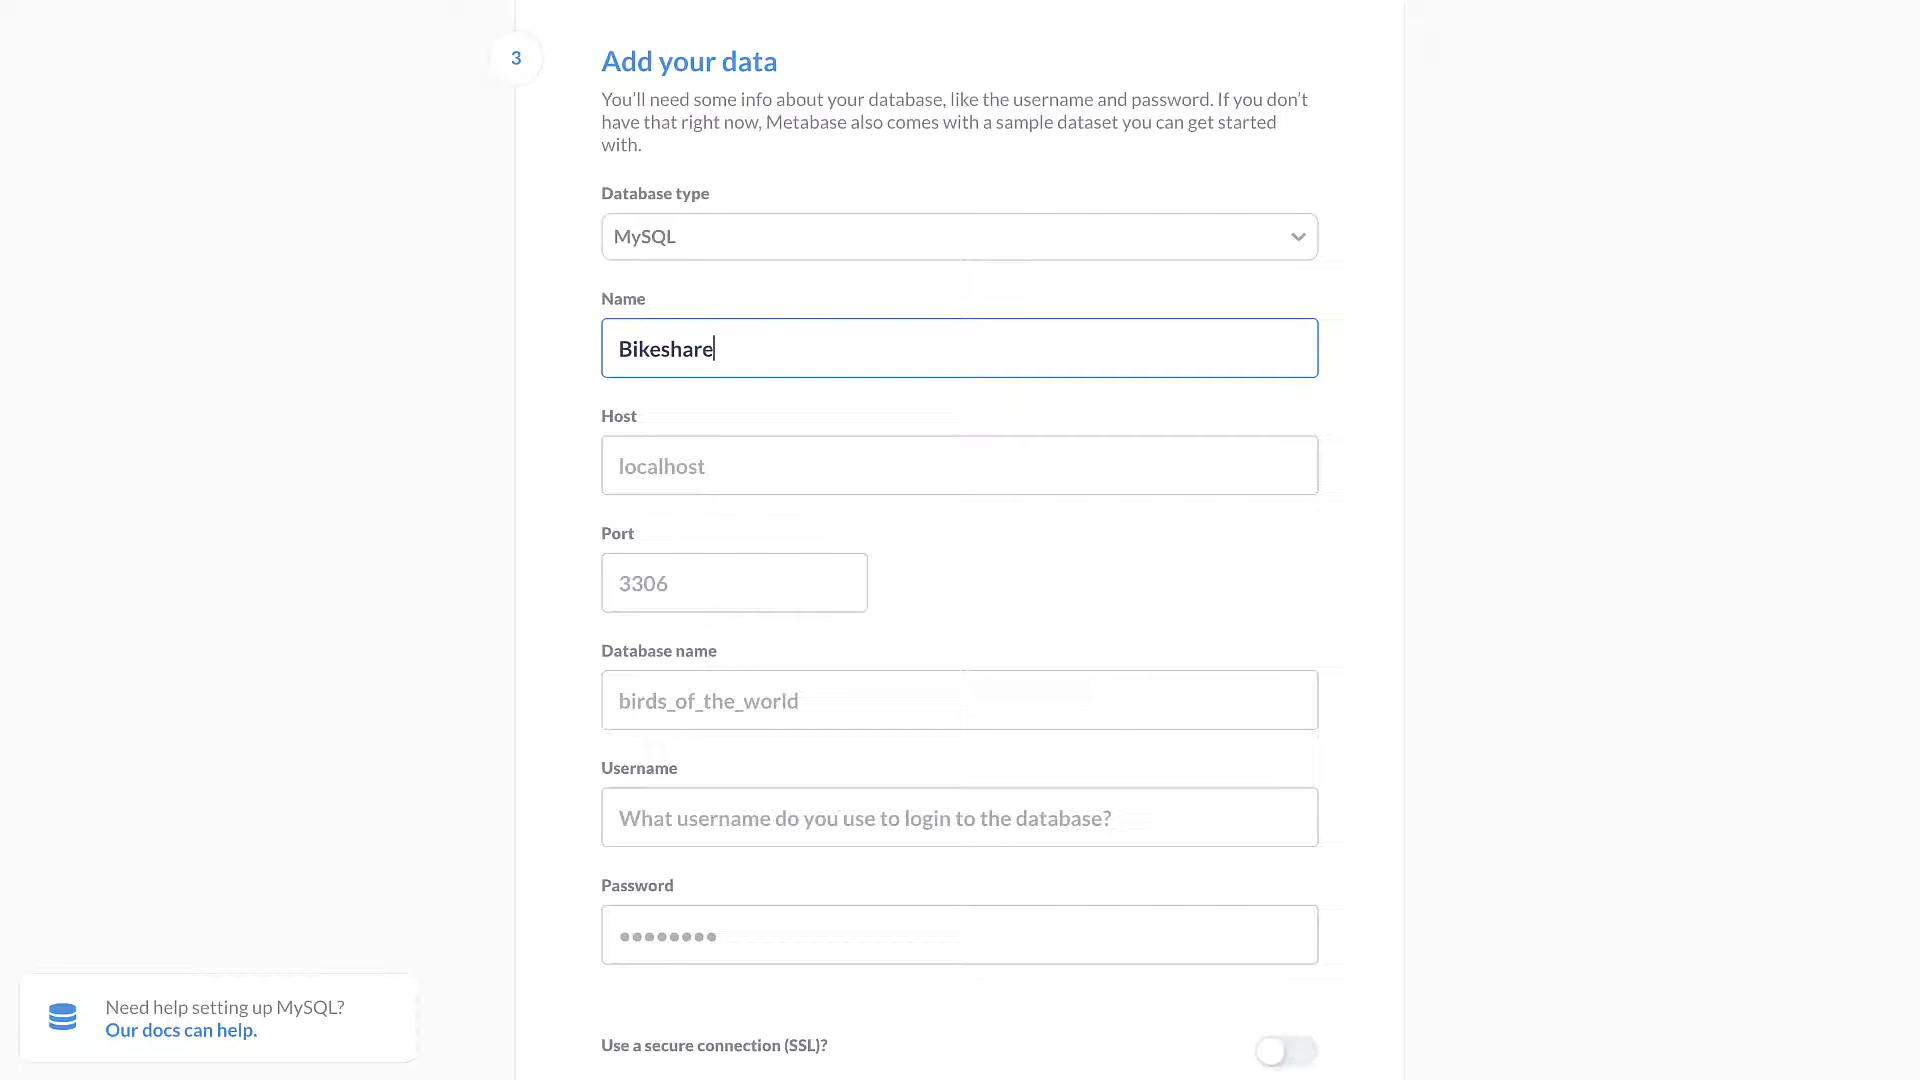 3
Add your data
You’ll need some info about your database, like the username and password. If you don’t
have that right now, Metabase also comes with a sample dataset you can get started
with.
Database type
MySQL
Name
Bikeshare
Host
localhost
Port
3306
Database name
birds_of_the_world
Username
What username do you use to login to the database?
Password
••••••••
Need help setting up MySQL?
Our docs can help.
Use a secure connection (SSL)?